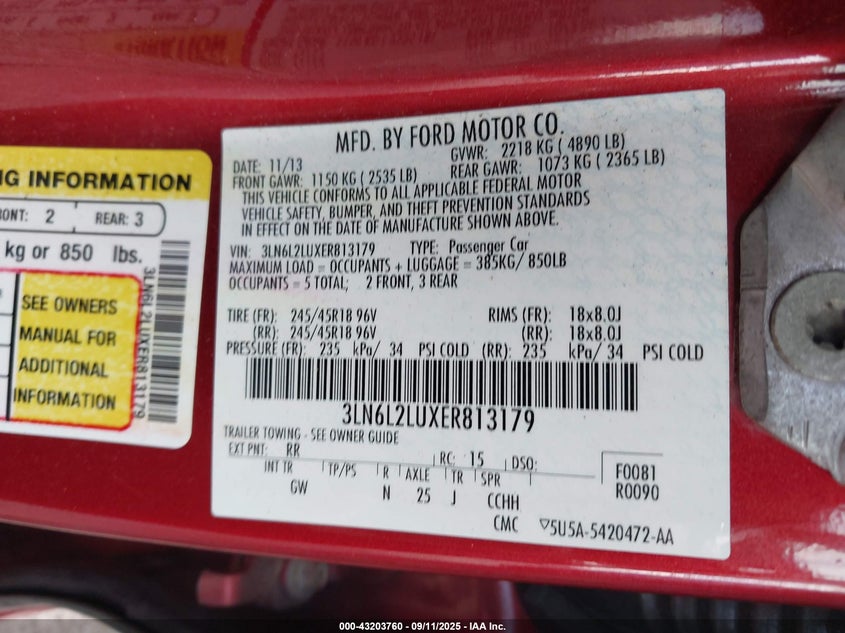 NG INFORMATION
RONT: 2 REAR: 3
kg or 850 lbs.
SEE OWNERS
MANUAL FOR
ADDITIONAL
INFORMATION
3LN6L2LUXER813179
MFD. BY FORD MOTOR CO.
DATE: 11/13 GVWR: 2218 KG ( 4890 LB)
FRONT GAWR: 1150 KG ( 2535 LB) REAR GAWR: 1073 KG ( 2365 LB)
THIS VEHICLE CONFORMS TO ALL APPLICABLE FEDERAL MOTOR
VEHICLE SAFETY, BUMPER, AND THEFT PREVENTION STANDARDS
IN EFFECT ON THE DATE OF MANUFACTURE SHOWN ABOVE.
VIN: 3LN6L2LUXER813179 TYPE: Passenger Car
MAXIMUM LOAD = OCCUPANTS + LUGGAGE = 385KG/ 850LB
OCCUPANTS = 5 TOTAL; 2 FRONT, 3 REAR
TIRE (FR): 245/45R18 96V RIMS (FR): 18x8.0J
(RR): 245/45R18 96V (RR): 18x8.0J
PRESSURE (FR): 235 kPa/ 34 PSI COLD (RR): 235 kPa/ 34 PSI COLD
3LN6L2LUXER813179
TRAILER TOWING - SEE OWNER GUIDE
EXT PNT: RR RC: 15 DSO:
INT TR TP/PS R AXLE TR SPR
GW N 25 J CCHH
CMC
F0081
R0090
▽5U5A-5420472-AA
000-43203760 - 09/11/2025 - IAA Inc.